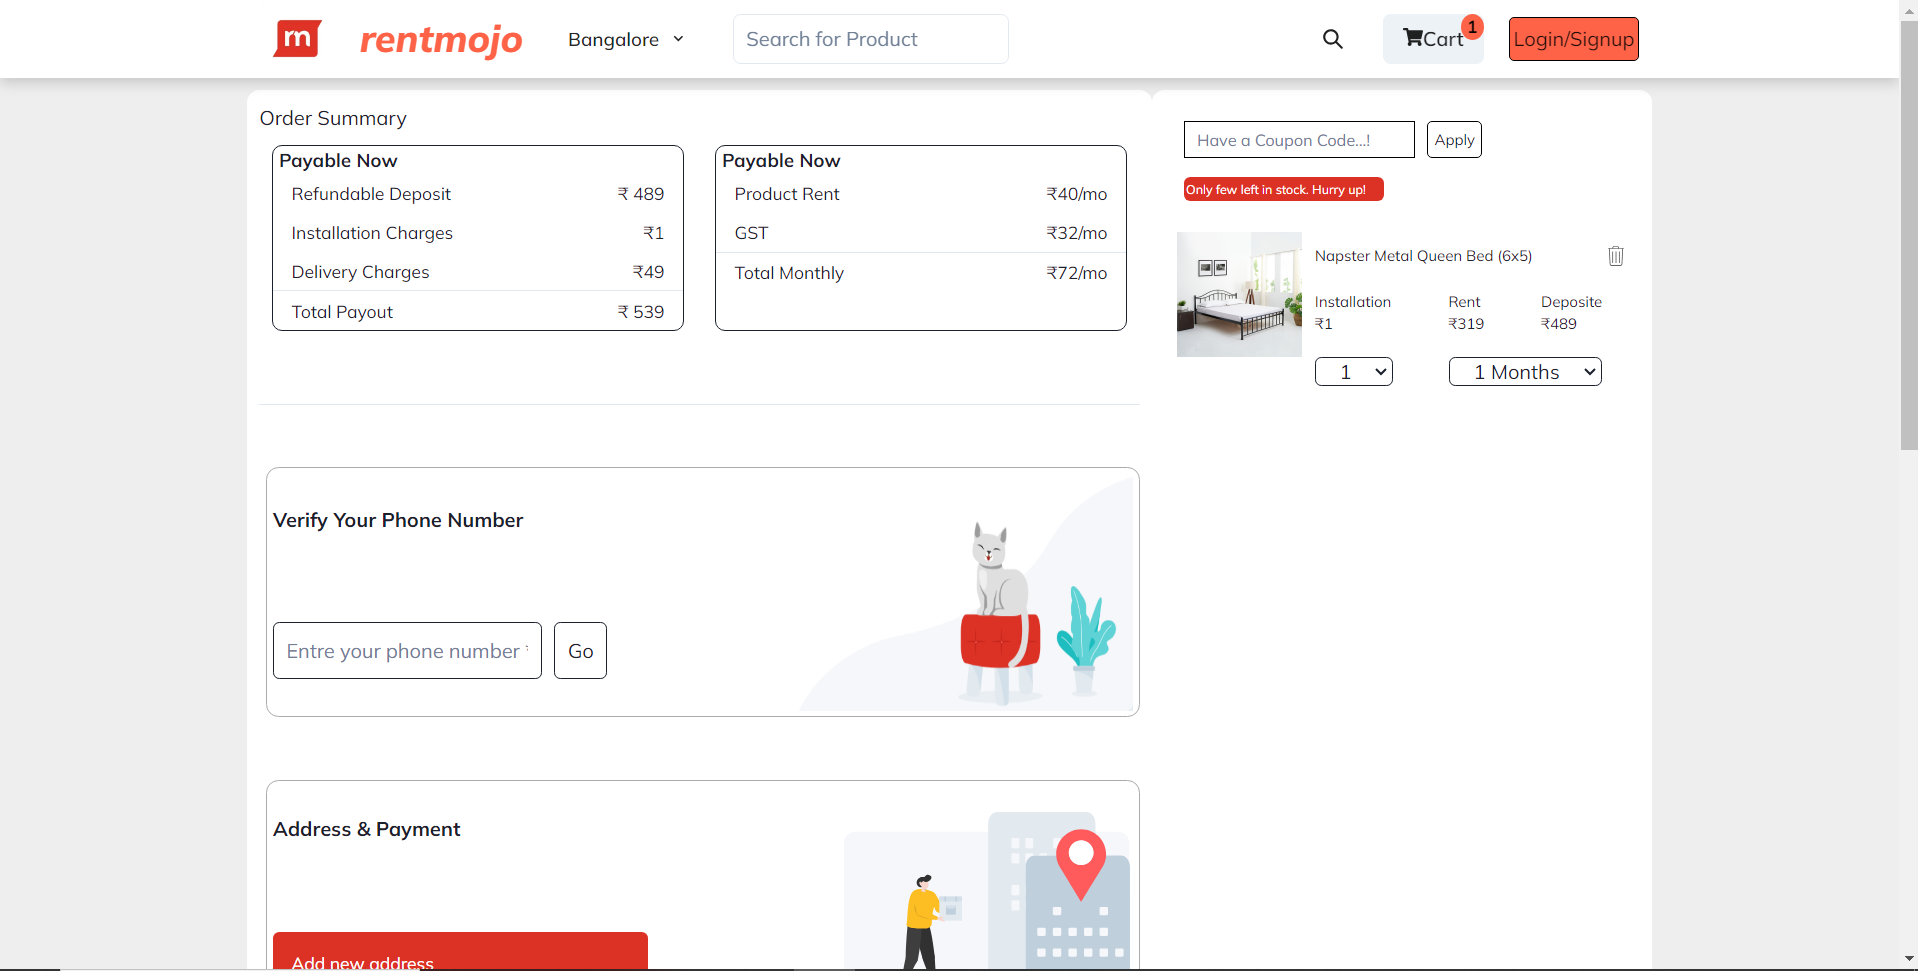 m rentmojo Bangalore Search for Product Cart 1 Login/Signup
Order Summary
Payable Now
Refundable Deposit ₹ 489
Installation Charges ₹1
Delivery Charges ₹49
Total Payout ₹ 539
Payable Now
Product Rent ₹40/mo
GST ₹32/mo
Total Monthly ₹72/mo
Have a Coupon Code...! Apply
Only few left in stock. Hurry up!
Napster Metal Queen Bed (6x5)
Installation Rent Deposite
₹1 ₹319 ₹489
1 1 Months
Verify Your Phone Number
Entre your phone number Go
Address & Payment
Add new address